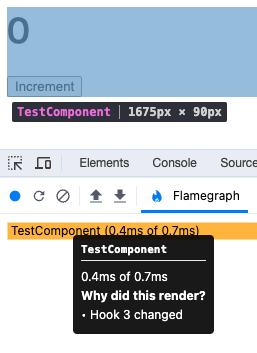 0
Increment
TestComponent | 1675px × 90px
Elements Console
Flamegraph
TestComponent (0.4ms of 0.7ms)
TestComponent
0.4ms of 0.7ms
Why did this render?
• Hook 3 changed